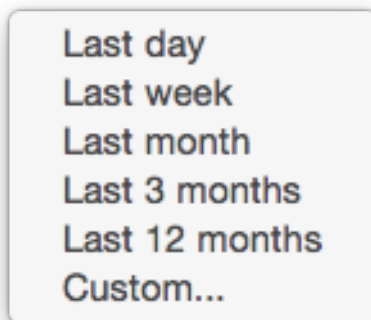 Last day
Last week
Last month
Last 3 months
Last 12 months
Custom...